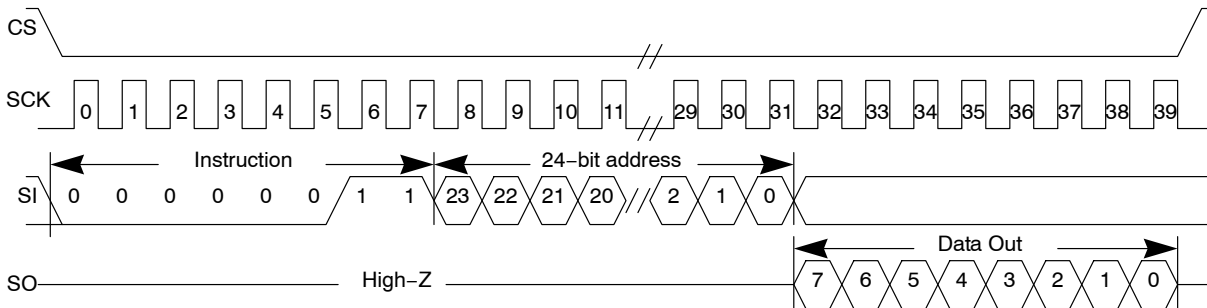 CS
SCK 0 1 2 3 4 5 6 7 8 9 10 11 29 30 31 32 33 34 35 36 37 38 39
Instruction 24−bit address
SI 0 0 0 0 0 0 1 1 23 22 21 20 2 1 0
Data Out
SO High−Z 7 6 5 4 3 2 1 0